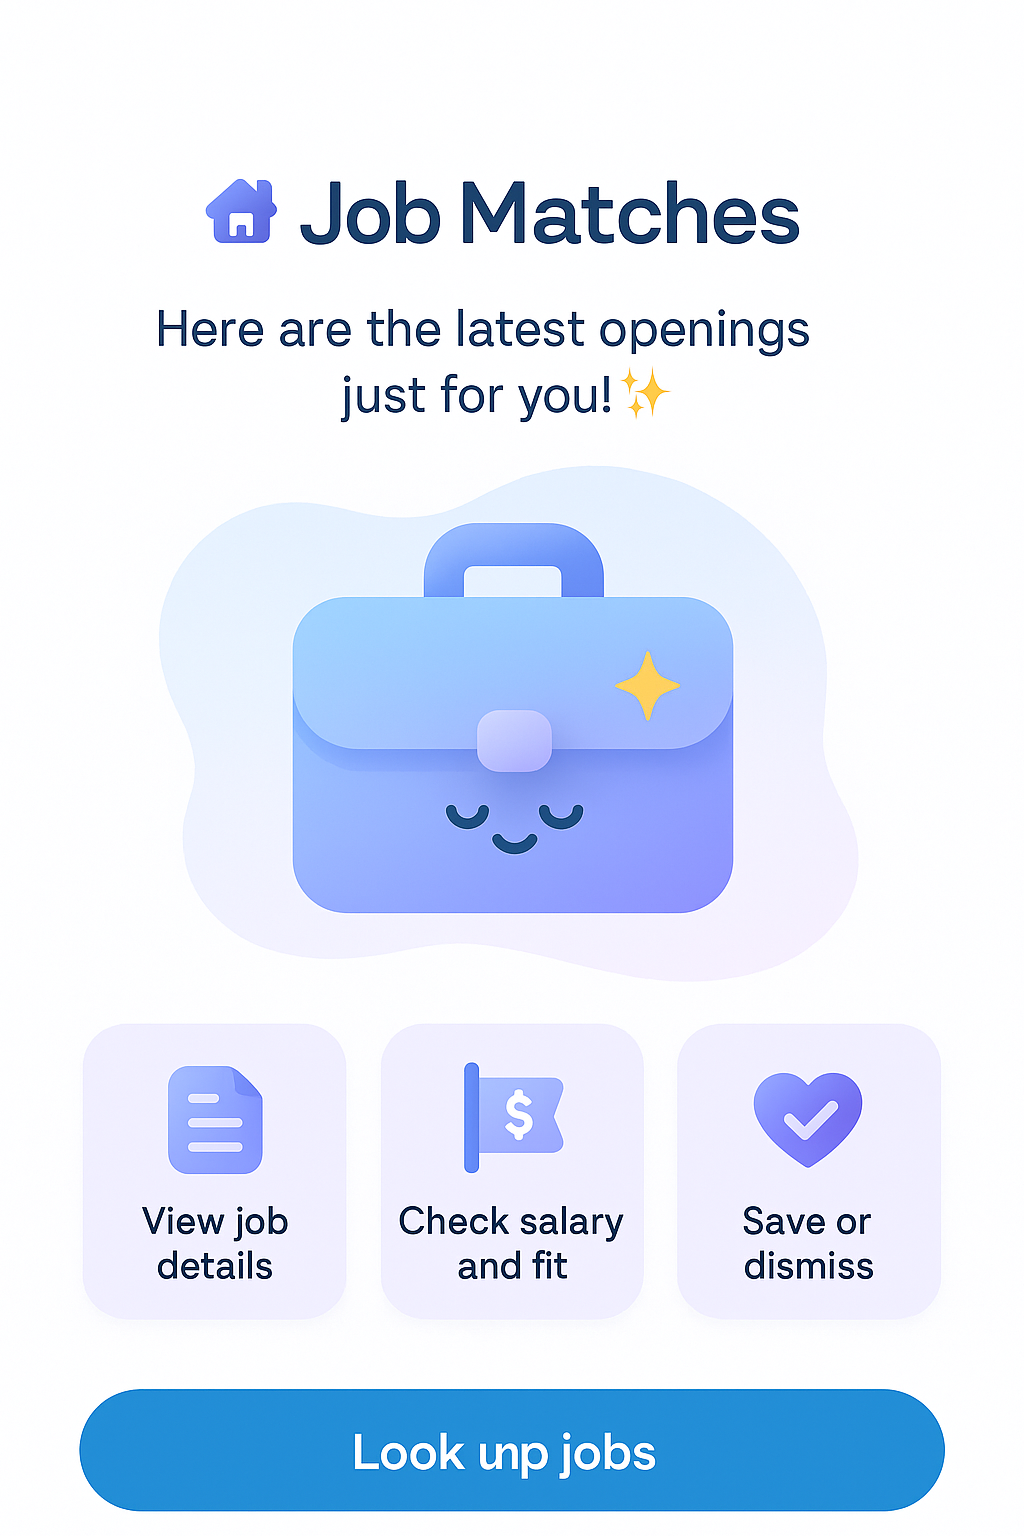 Job Matches
Here are the latest openings
just for you!✨
View job
details
$
Check salary
and fit
Save or
dismiss
Look unp jobs